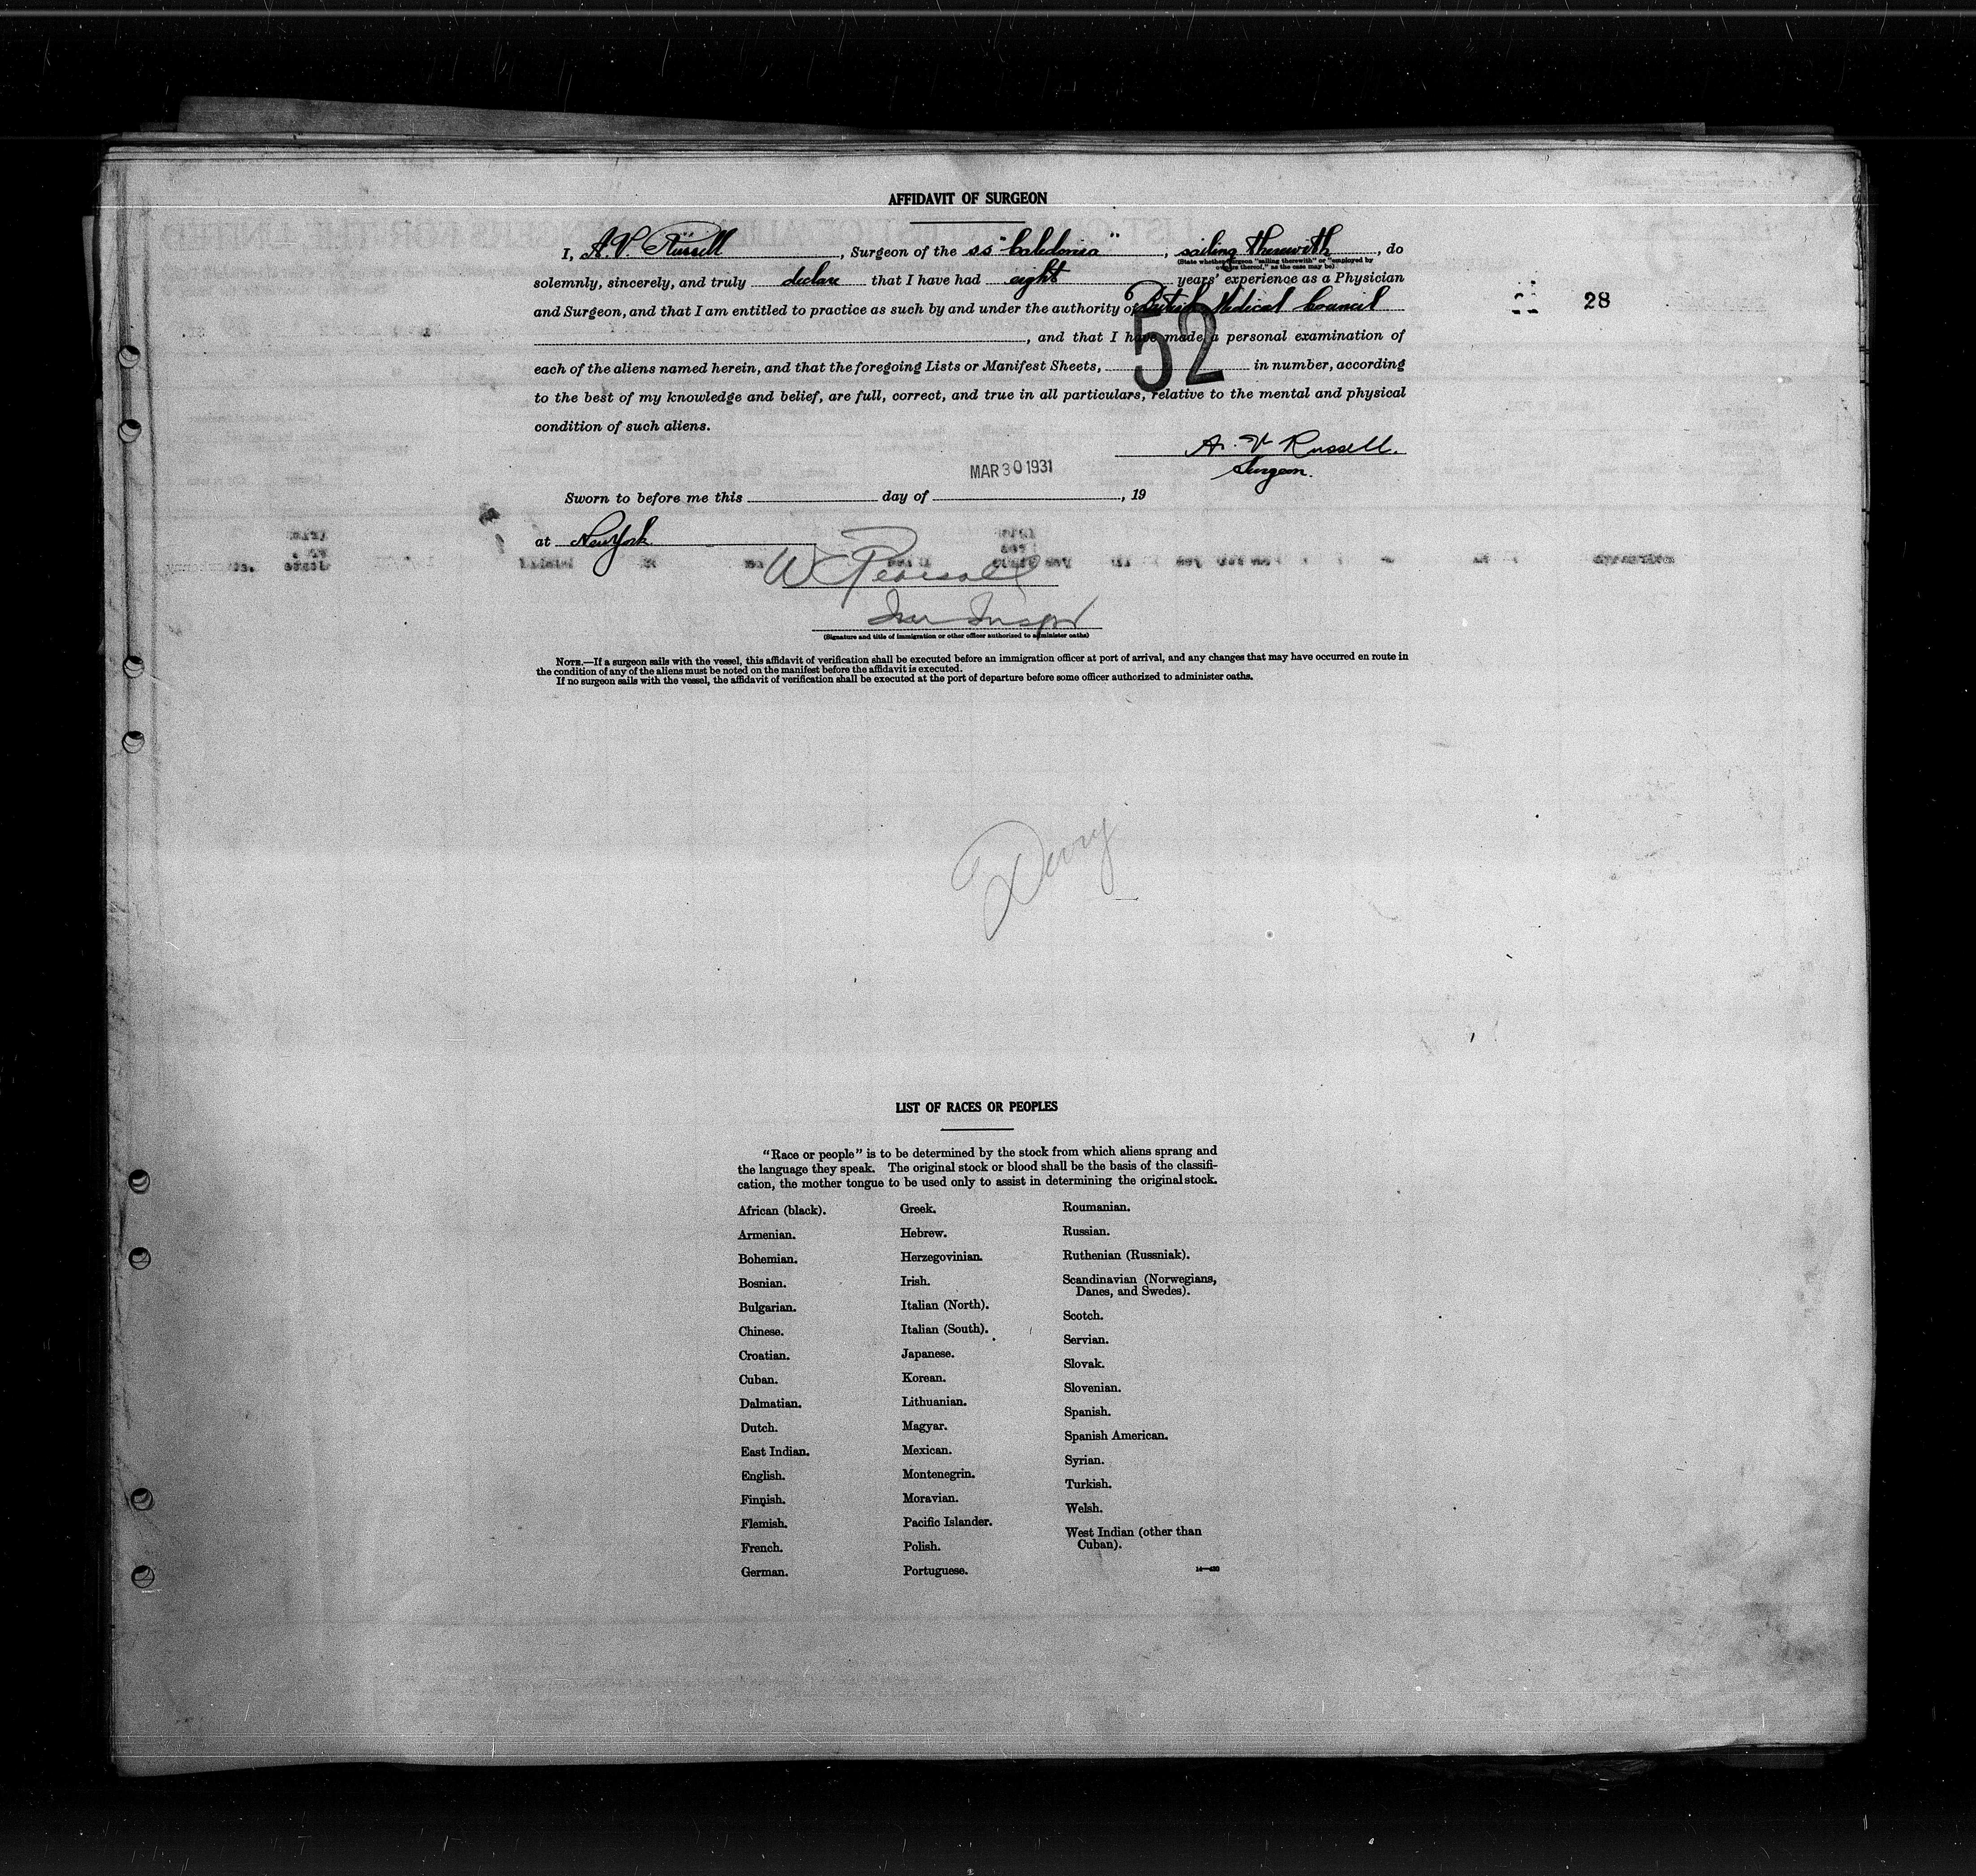 AFFIDAVIT OF SURGEON
I, A.V. Russell, Surgeon of the ss "Caledonia", sailing therewith, do
(State whether surgeon "sailing therewith" or "employed by
owners thereof," as the case may be)
solemnly, sincerely, and truly declare that I have had eight years' experience as a Physician
and Surgeon, and that I am entitled to practice as such by and under the authority of British Medical Council
, and that I have made a personal examination of
28
52
each of the aliens named herein, and that the foregoing Lists or Manifest Sheets, in number, according
to the best of my knowledge and belief, are full, correct, and true in all particulars, relative to the mental and physical
condition of such aliens.
A. V Russell.
Surgeon.
MAR 30 1931
Sworn to before me this day of , 19
at New York
W Pearsall
(Signature and title of immigration or other officer authorized to administer oaths)
NOTE.—If a surgeon sails with the vessel, this affidavit of verification shall be executed before an immigration officer at port of arrival, and any changes that may have occurred en route in
the condition of any of the aliens must be noted on the manifest before the affidavit is executed.
If no surgeon sails with the vessel, the affidavit of verification shall be executed at the port of departure before some officer authorized to administer oaths.
Derry
LIST OF RACES OR PEOPLES
"Race or people" is to be determined by the stock from which aliens sprang and
the language they speak. The original stock or blood shall be the basis of the classifi-
cation, the mother tongue to be used only to assist in determining the original stock.
African (black).
Armenian.
Bohemian.
Bosnian.
Bulgarian.
Chinese.
Croatian.
Cuban.
Dalmatian.
Dutch.
East Indian.
English.
Finnish.
Flemish.
French.
German.
Greek.
Hebrew.
Herzegovinian.
Irish.
Italian (North).
Italian (South).
Japanese.
Korean.
Lithuanian.
Magyar.
Mexican.
Montenegrin.
Moravian.
Pacific Islander.
Polish.
Portuguese.
Roumanian.
Russian.
Ruthenian (Russniak).
Scandinavian (Norwegians,
Danes, and Swedes).
Scotch.
Servian.
Slovak.
Slovenian.
Spanish.
Spanish American.
Syrian.
Turkish.
Welsh.
West Indian (other than
Cuban).